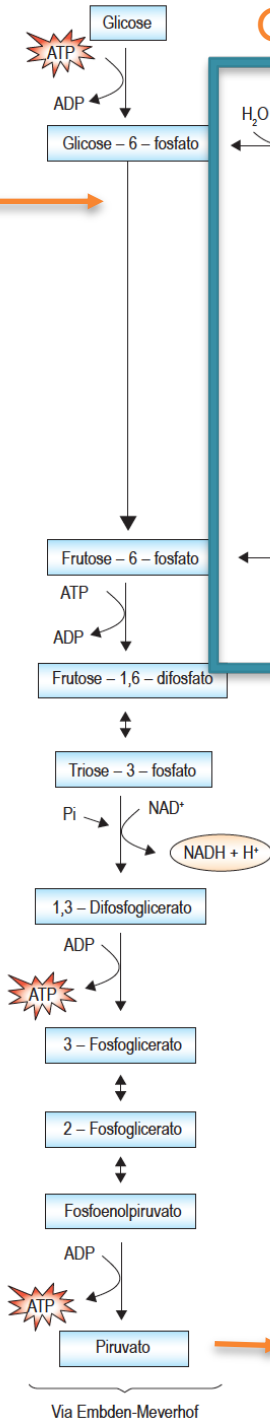 Glicose
ATP
ADP
H₂O
Glicose – 6 – fosfato
Frutose – 6 – fosfato
ATP
ADP
Frutose – 1,6 – difosfato
Triose – 3 – fosfato
Pi
NAD⁺
NADH + H⁺
1,3 – Difosfoglicerato
ADP
ATP
3 – Fosfoglicerato
2 – Fosfoglicerato
Fosfoenolpiruvato
ADP
ATP
Piruvato
Via Embden-Meyerhof